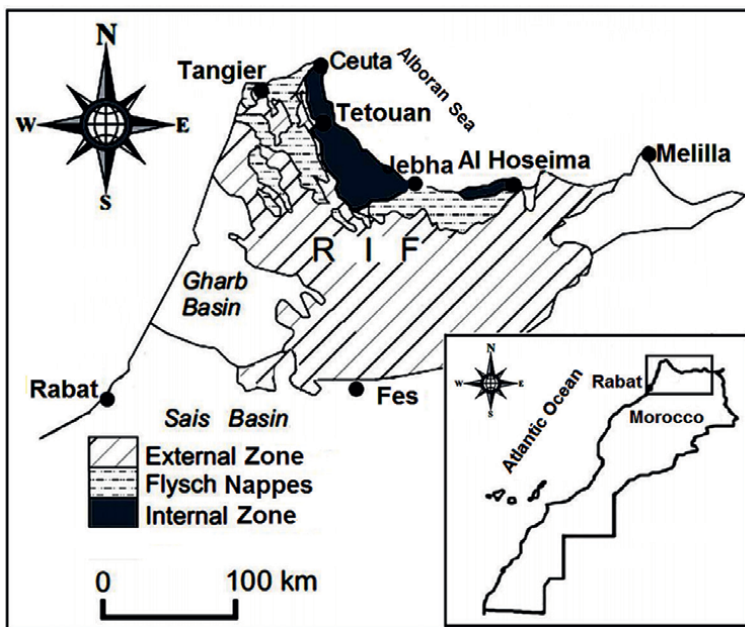 N
W
E
S
Tangier
Ceuta
Alboran Sea
Tetouan
Jebha
Al Hoseima
Melilla
R I F
Gharb
Basin
Rabat
Fes
Sais Basin
External Zone
Flysch Nappes
Internal Zone
0
100 km
N
W
E
S
Rabat
Morocco
Atlantic Ocean